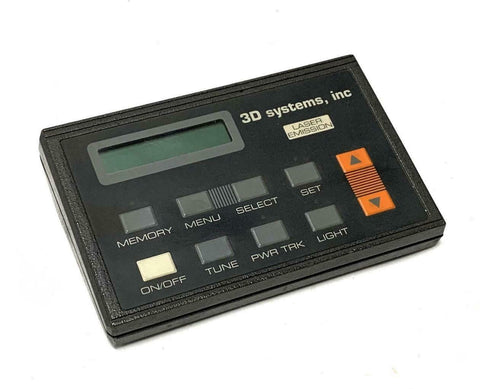 3D systems, inc
LASER
EMISSION
MEMORY
MENU
SELECT
SET
ON/OFF
TUNE
PWR TRK
LIGHT